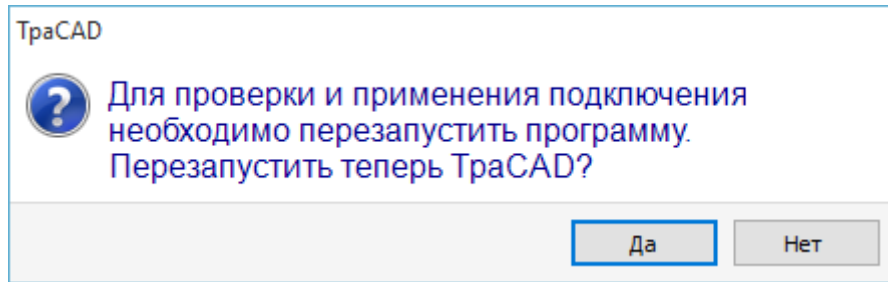 TpaCAD
Для проверки и применения подключения
необходимо перезапустить программу.
Перезапустить теперь TpaCAD?
Да
Нет